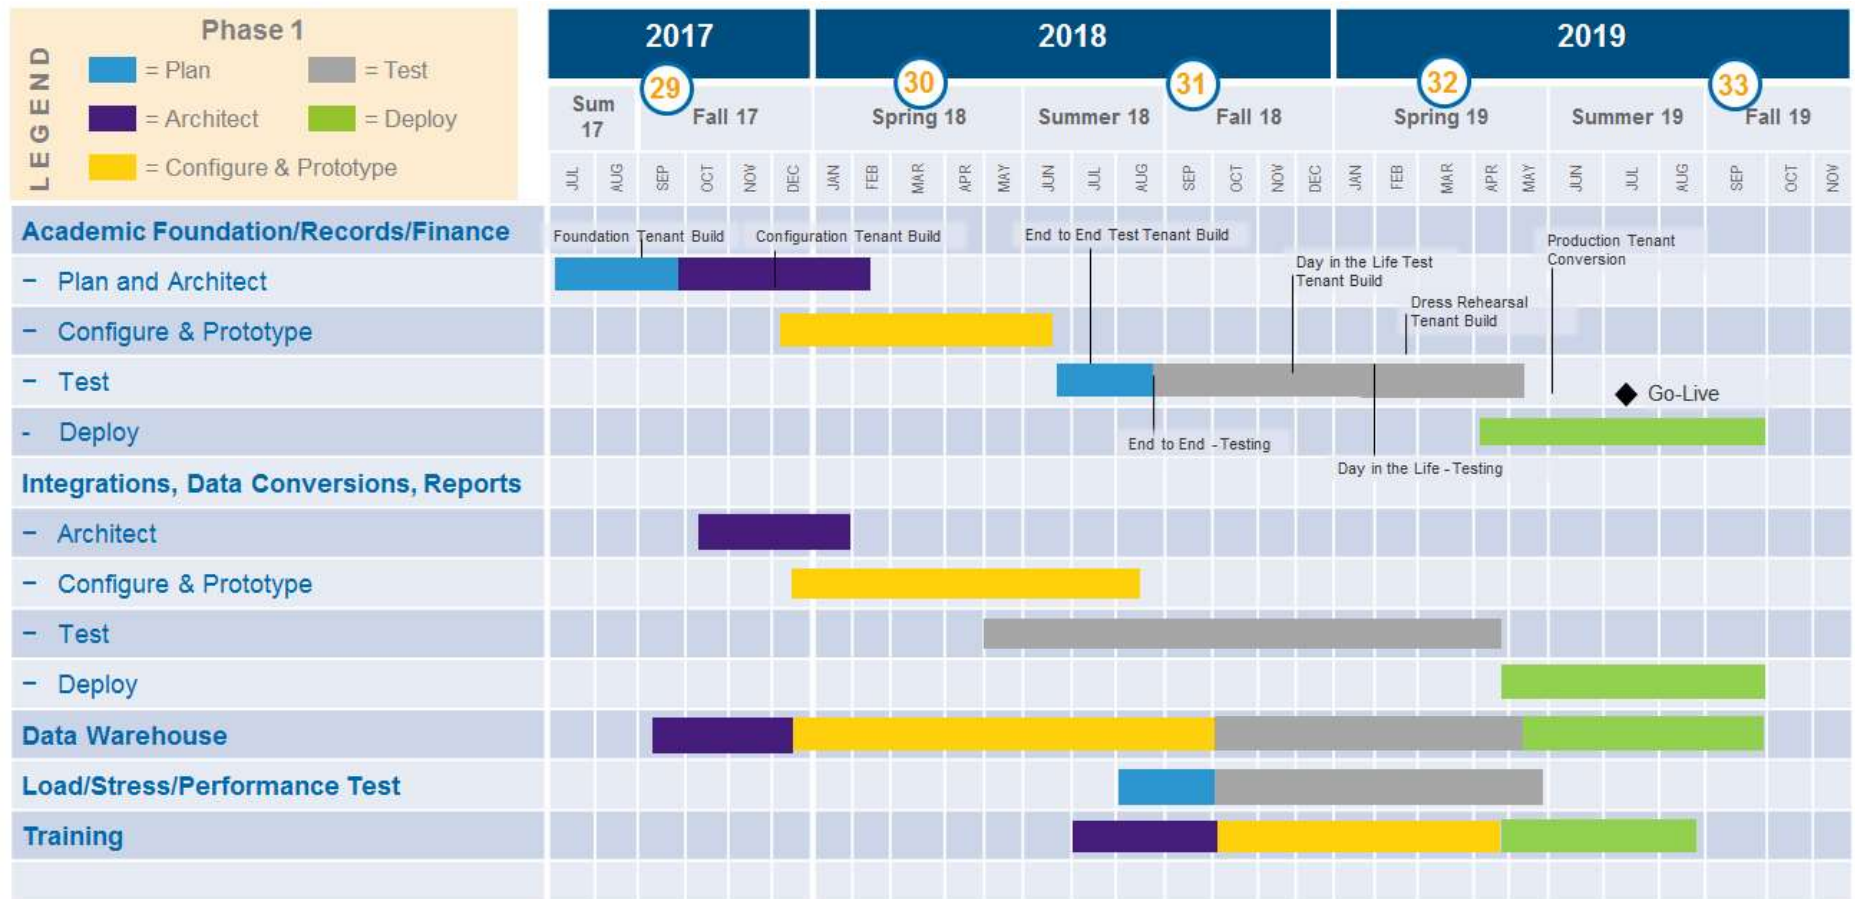 LEGEND
Phase 1
= Plan
= Test
= Architect
= Deploy
= Configure & Prototype
2017
2018
2019
29
30
31
32
33
Sum
17
Fall 17
Spring 18
Summer 18
Fall 18
Spring 19
Summer 19
Fall 19
JUL
AUG
SEP
OCT
NOV
DEC
JAN
FEB
MAR
APR
MAY
JUN
JUL
AUG
SEP
OCT
NOV
DEC
JAN
FEB
MAR
APR
MAY
JUN
JUL
AUG
SEP
OCT
NOV
Academic Foundation/Records/Finance
Foundation Tenant Build
Configuration Tenant Build
End to End Test Tenant Build
Production Tenant
Conversion
– Plan and Architect
Day in the Life Test
Tenant Build
Dress Rehearsal
Tenant Build
– Configure & Prototype
– Test
Go-Live
- Deploy
End to End - Testing
Day in the Life - Testing
Integrations, Data Conversions, Reports
– Architect
– Configure & Prototype
– Test
– Deploy
Data Warehouse
Load/Stress/Performance Test
Training